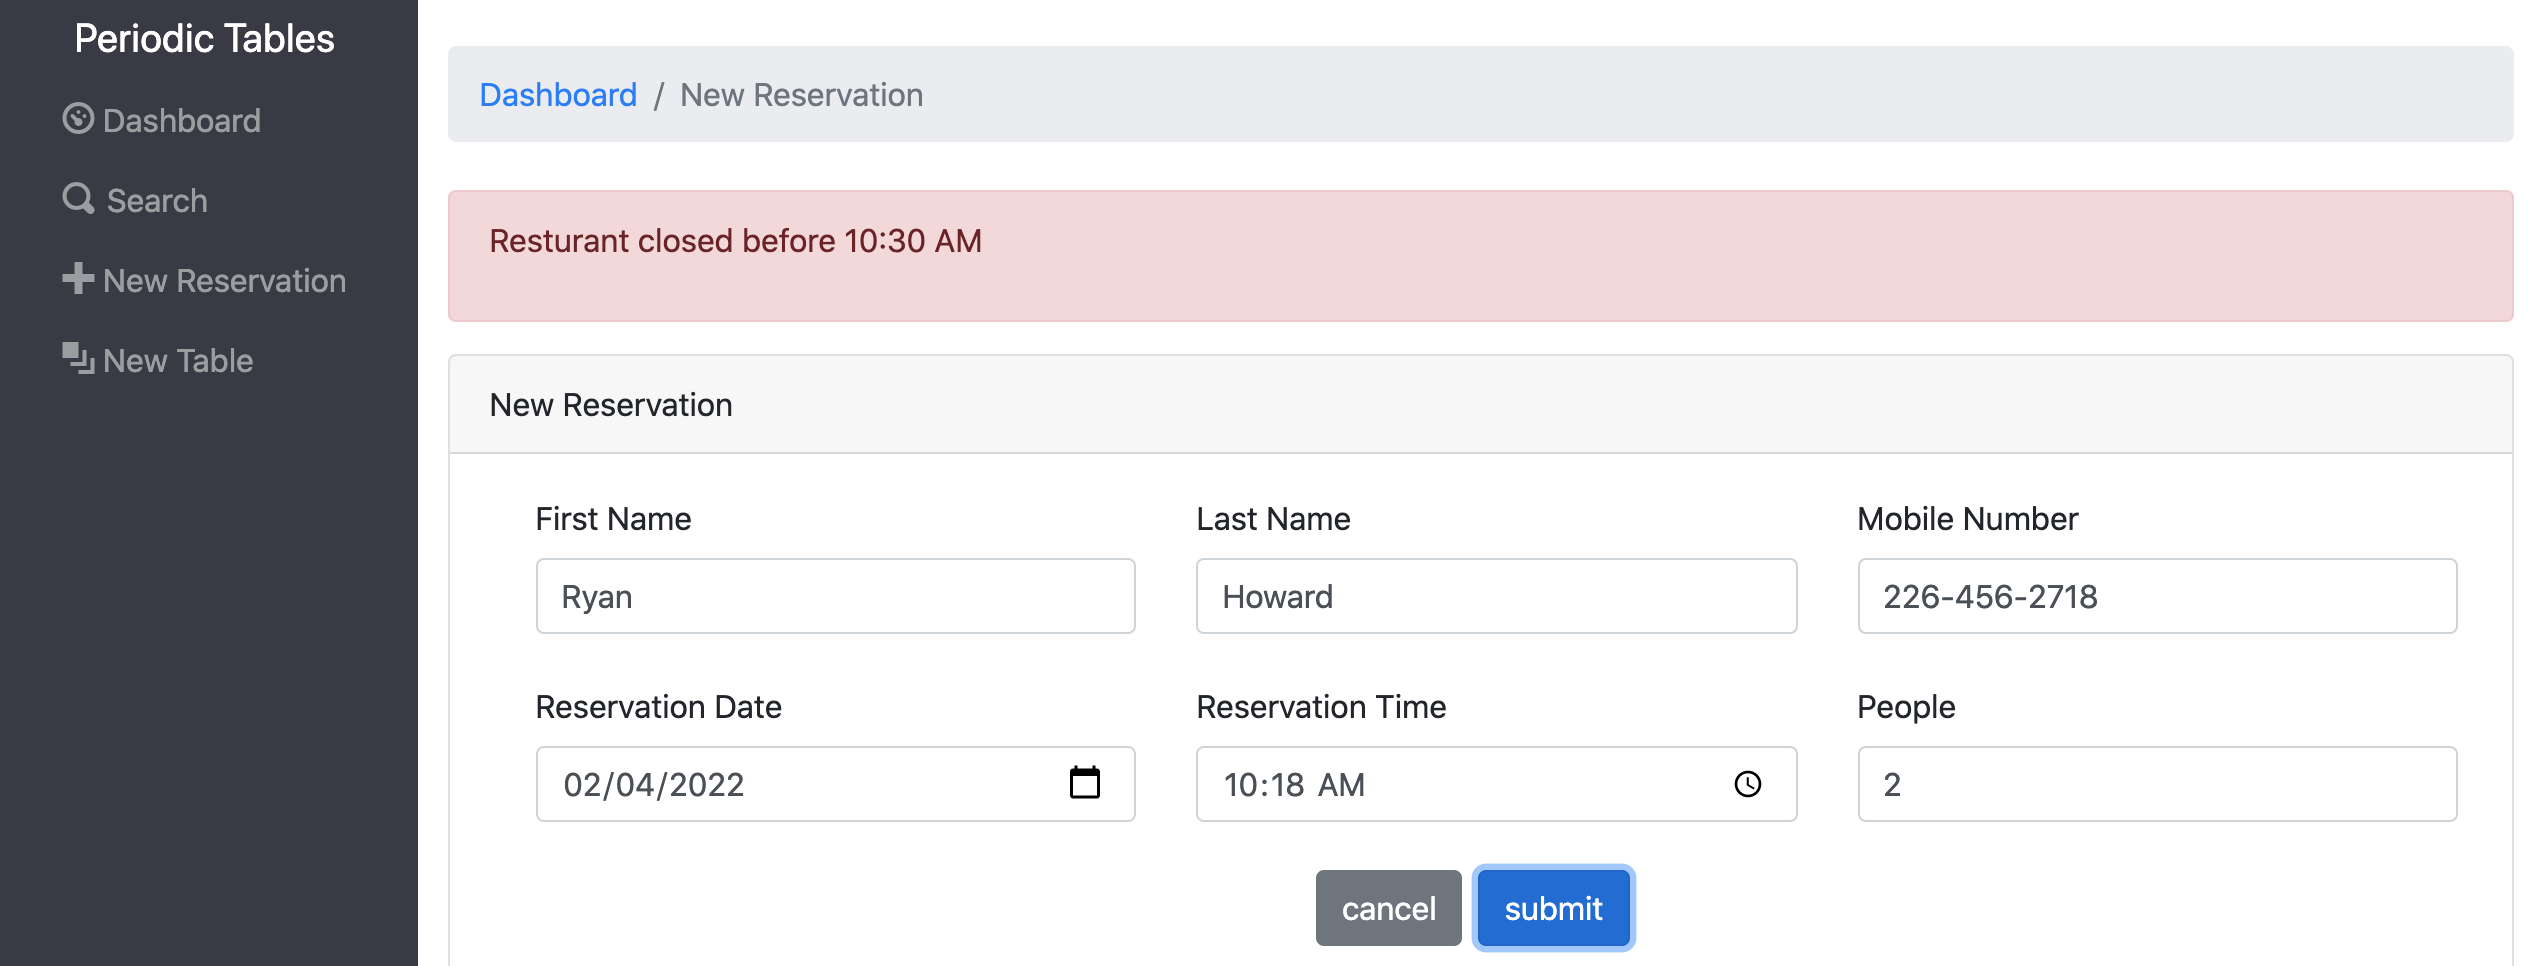 Periodic Tables
Dashboard
Search
New Reservation
New Table
Dashboard / New Reservation
Resturant closed before 10:30 AM
New Reservation
First Name
Last Name
Mobile Number
Ryan
Howard
226-456-2718
Reservation Date
Reservation Time
People
02/04/2022
10:18 AM
2
cancel
submit